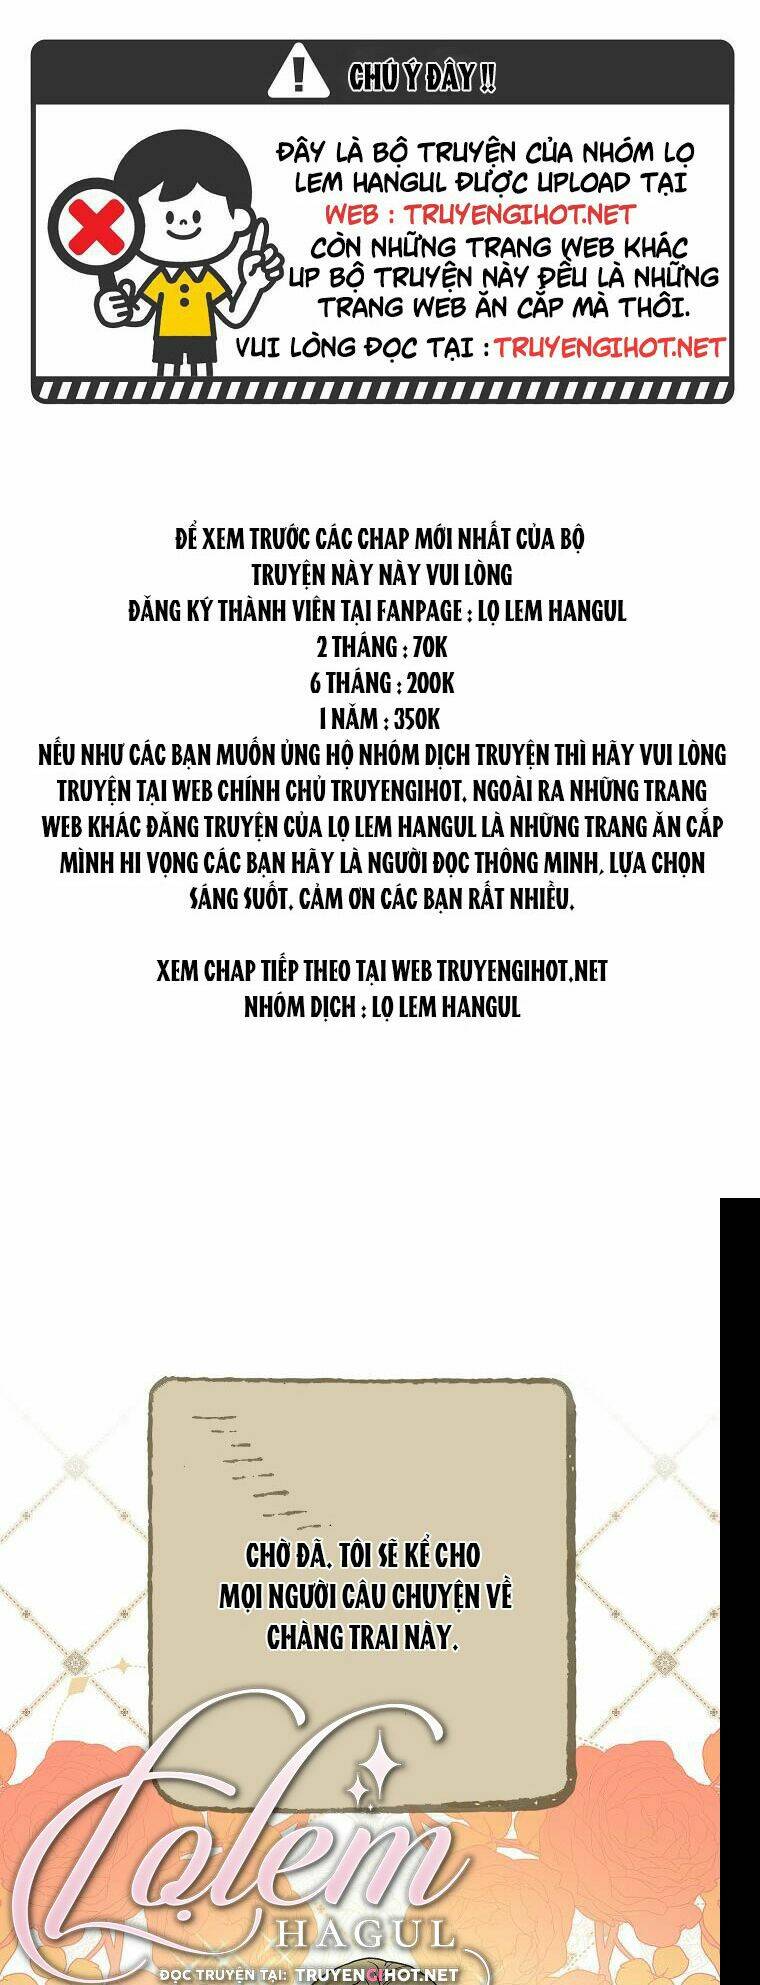 CHÚ Ý ĐÂY !!
ĐÂY LÀ BỘ TRUYỆN CỦA NHÓM LỌ
LEM HANGUL ĐƯỢC UPLOAD TẠI
WEB : TRUYENGIHOT.NET
CÒN NHỮNG TRANG WEB KHÁC
UP BỘ TRUYỆN NÀY ĐỀU LÀ NHỮNG
TRANG WEB ĂN CẮP MÀ THÔI.
VUI LÒNG ĐỌC TẠI : TRUYENGIHOT.NET
ĐỂ XEM TRƯỚC CÁC CHAP MỚI NHẤT CỦA BỘ
TRUYỆN NÀY NÀY VUI LÒNG
ĐĂNG KÝ THÀNH VIÊN TẠI FANPAGE : LỌ LEM HANGUL
2 THÁNG : 70K
6 THÁNG : 200K
1 NĂM : 350K
NẾU NHƯ CÁC BẠN MUỐN ỦNG HỘ NHÓM DỊCH TRUYỆN THÌ HÃY VUI LÒNG
TRUYỆN TẠI WEB CHÍNH CHỦ TRUYENGIHOT. NGOÀI RA NHỮNG TRANG
WEB KHÁC ĐĂNG TRUYỆN CỦA LỌ LEM HANGUL LÀ NHỮNG TRANG ĂN CẮP
MÌNH HI VỌNG CÁC BẠN HÃY LÀ NGƯỜI ĐỌC THÔNG MINH, LỰA CHỌN
SÁNG SUỐT. CẢM ƠN CÁC BẠN RẤT NHIỀU.
XEM CHAP TIẾP THEO TẠI WEB TRUYENGIHOT.NET
NHÓM DỊCH : LỌ LEM HANGUL
CHỜ ĐÃ. TÔI SẼ KỂ CHO
MỌI NGƯỜI CÂU CHUYỆN VỀ
CHÀNG TRAI NÀY.
Lọlem
HAGUL
ĐỌC TRUYỆN TẠI: TRUYENGIHOT.NET